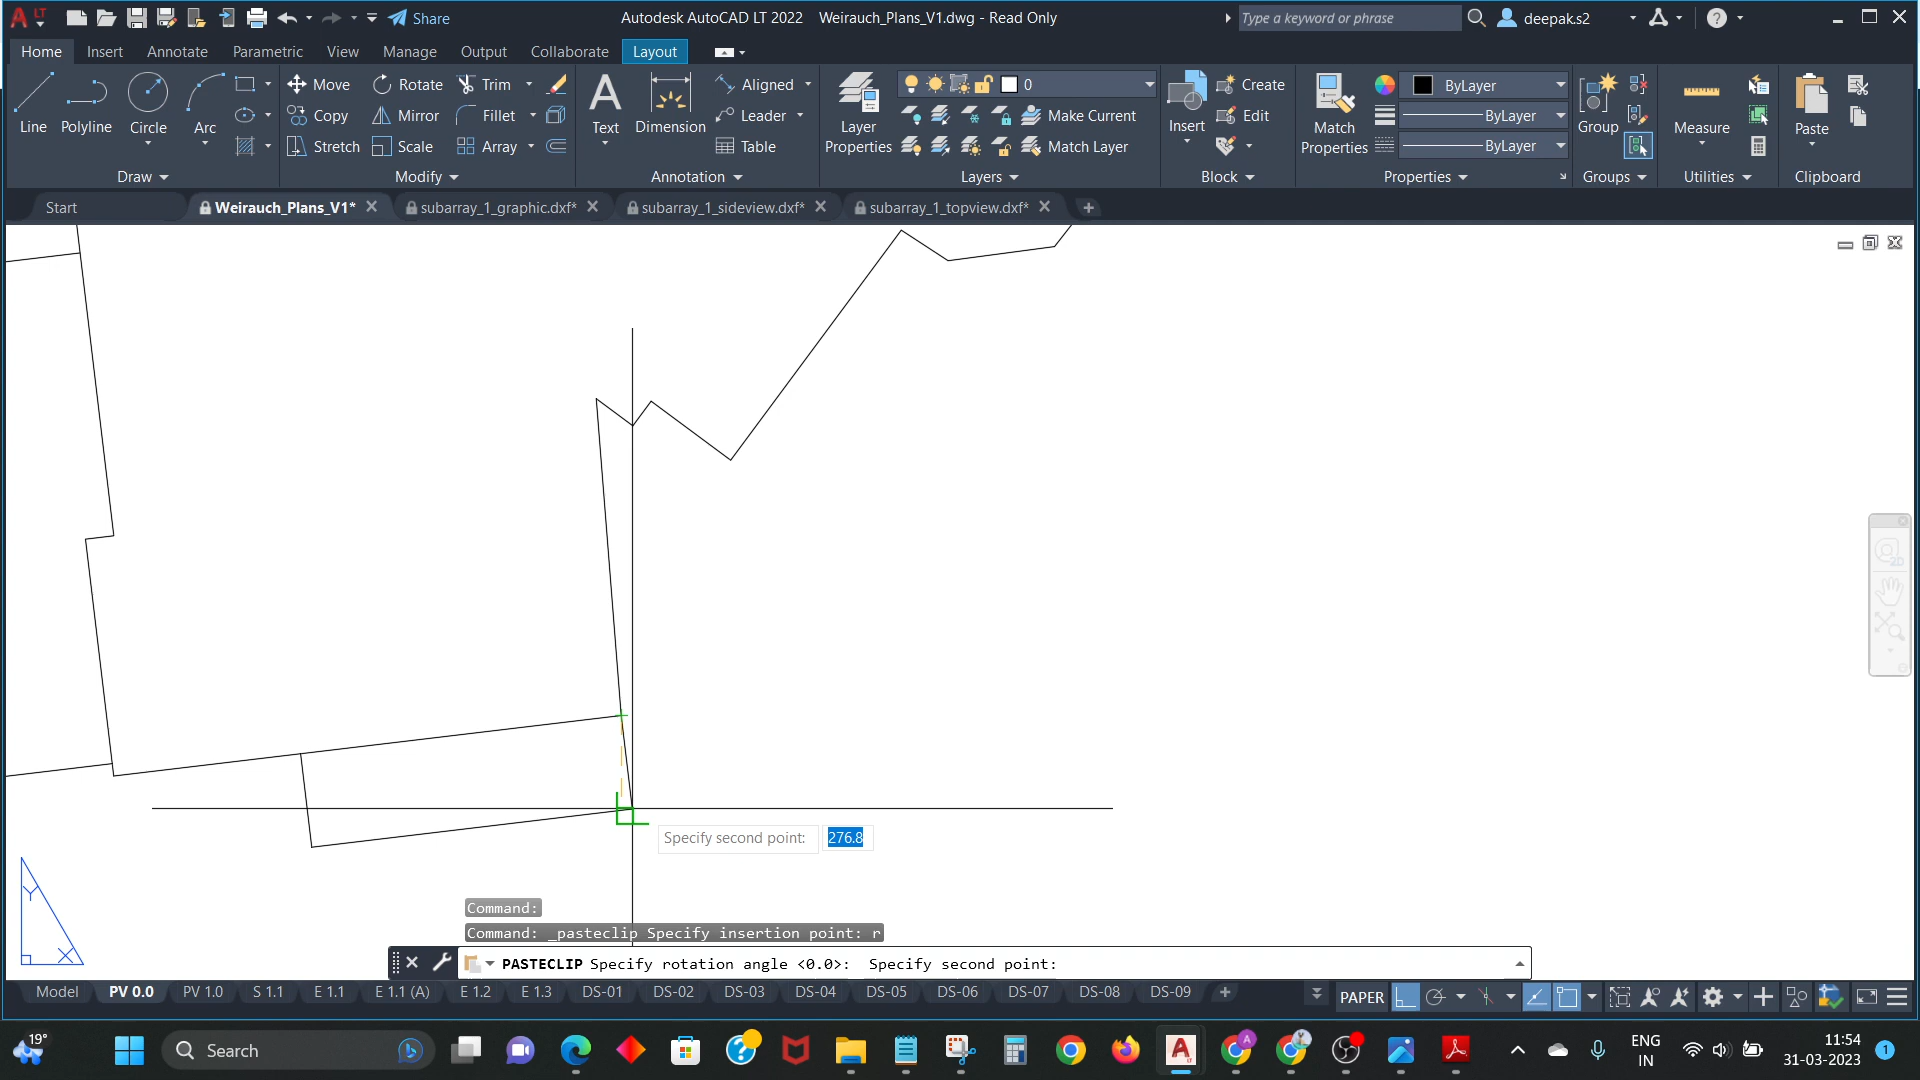 A LT
Share
Autodesk AutoCAD LT 2022 Weirauch_Plans_V1.dwg - Read Only
Type a keyword or phrase
deepak.s2
Home Insert Annotate Parametric View Manage Output Collaborate Layout
Line Polyline Circle Arc
Move Rotate Trim
Copy Mirror Fillet
Stretch Scale Array
Text Dimension
Aligned
Leader
Table
Layer
Properties
0
Make Current
Match Layer
Insert
Create
Edit
Match
Properties
ByLayer
ByLayer
ByLayer
Group
Measure
Paste
Draw Modify Annotation Layers Block Properties Groups Utilities Clipboard
Start Weirauch_Plans_V1* subarray_1_graphic.dxf* subarray_1_sideview.dxf* subarray_1_topview.dxf*
2D
Specify second point: 276.8
Y
X
Command:
Command: _pasteclip Specify insertion point: r
PASTECLIP Specify rotation angle <0.0>: Specify second point:
Model PV 0.0 PV 1.0 S 1.1 E 1.1 E 1.1 (A) E 1.2 E 1.3 DS-01 DS-02 DS-03 DS-04 DS-05 DS-06 DS-07 DS-08 DS-09 PAPER
19°
Search
A LT
A
ENG
IN
11:54
31-03-2023
1